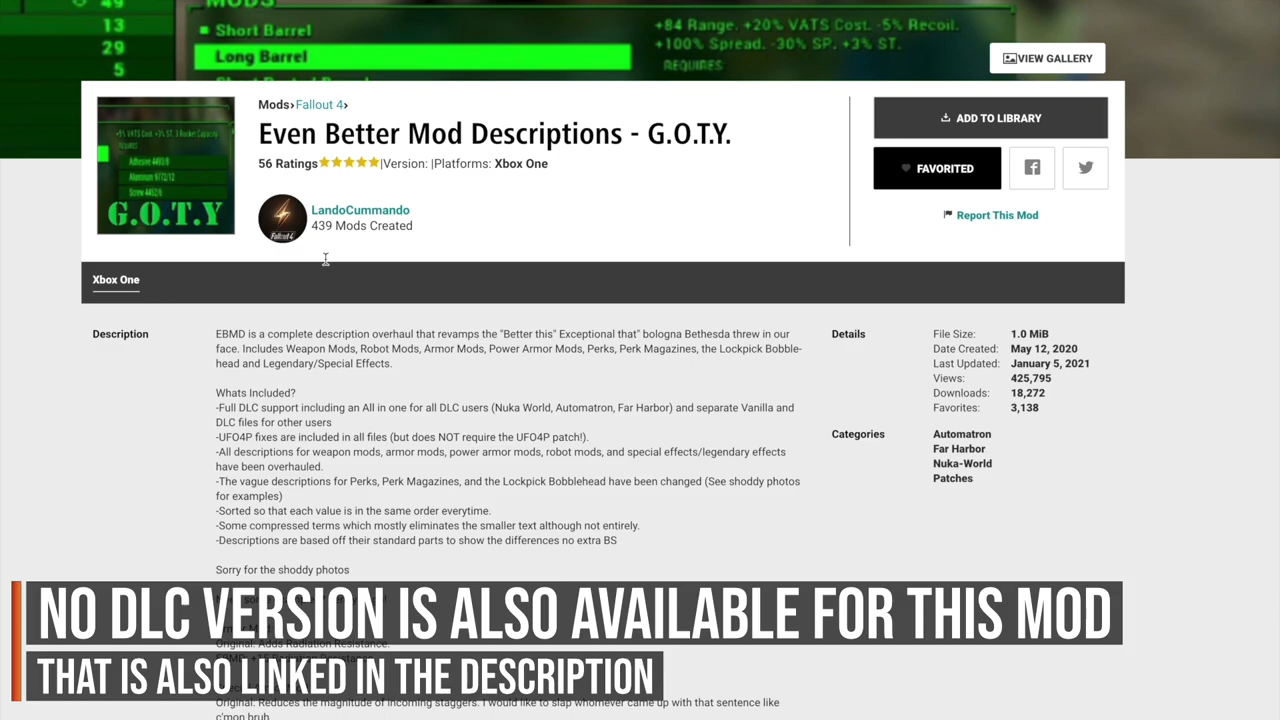 49
MODS
13
Short Barrel
+84 Range. +20% VATS Cost. -5% Recoil.
29
Long Barrel
+100% Spread. -30% SP. +3% ST.
5
REQUIRES
VIEW GALLERY
Mods›Fallout 4›
Even Better Mod Descriptions - G.O.T.Y.
56 Ratings★★★★★|Version: |Platforms: Xbox One
LandoCummando
439 Mods Created
REQUIRES
Aluminum 9772/12
G.O.T.Y
ADD TO LIBRARY
FAVORITED
Report This Mod
Xbox One
Description
EBMD is a complete description overhaul that revamps the "Better this" Exceptional that" bologna Bethesda threw in our
face. Includes Weapon Mods, Robot Mods, Armor Mods, Power Armor Mods, Perks, Perk Magazines, the Lockpick Bobble-
head and Legendary/Special Effects.
Whats Included?
-Full DLC support including an All in one for all DLC users (Nuka World, Automatron, Far Harbor) and separate Vanilla and
DLC files for other users
-UFO4P fixes are included in all files (but does NOT require the UFO4P patch!).
-All descriptions for weapon mods, armor mods, power armor mods, robot mods, and special effects/legendary effects
have been overhauled.
-The vague descriptions for Perks, Perk Magazines, and the Lockpick Bobblehead have been changed (See shoddy photos
for examples)
-Sorted so that each value is in the same order everytime.
-Some compressed terms which mostly eliminates the smaller text although not entirely.
-Descriptions are based off their standard parts to show the differences no extra BS
Sorry for the shoddy photos
Original: Adds Radiation Resistance.
Original: Reduces the magnitude of incoming staggers. I would like to slap whomever came up with that sentence like
c'mon bruh.
Details
File Size: 1.0 MiB
Date Created: May 12, 2020
Last Updated: January 5, 2021
Views: 425,795
Downloads: 18,272
Favorites: 3,138
Categories
Automatron
Far Harbor
Nuka-World
Patches
NO DLC VERSION IS ALSO AVAILABLE FOR THIS MOD
THAT IS ALSO LINKED IN THE DESCRIPTION